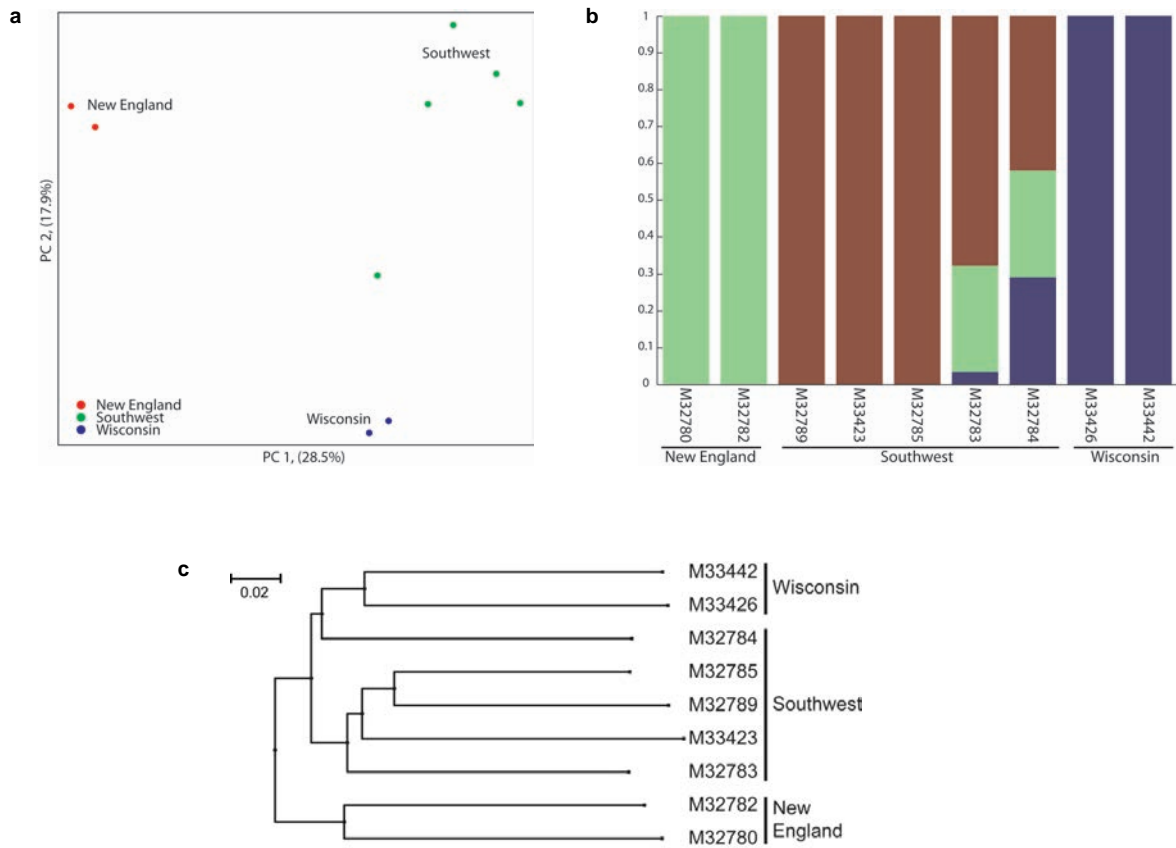 a
Southwest
New England
PC 2, (17.9%)
New England
Southwest
Wisconsin
Wisconsin
PC 1, (28.5%)
b
1
0.9
0.8
0.7
0.6
0.5
0.4
0.3
0.2
0.1
0
M32780
M32782
M32789
M33423
M32785
M32783
M32784
M33426
M33442
New England
Southwest
Wisconsin
c
0.02
M33442
M33426
Wisconsin
M32784
M32785
M32789
M33423
M32783
Southwest
M32782
M32780
New
England